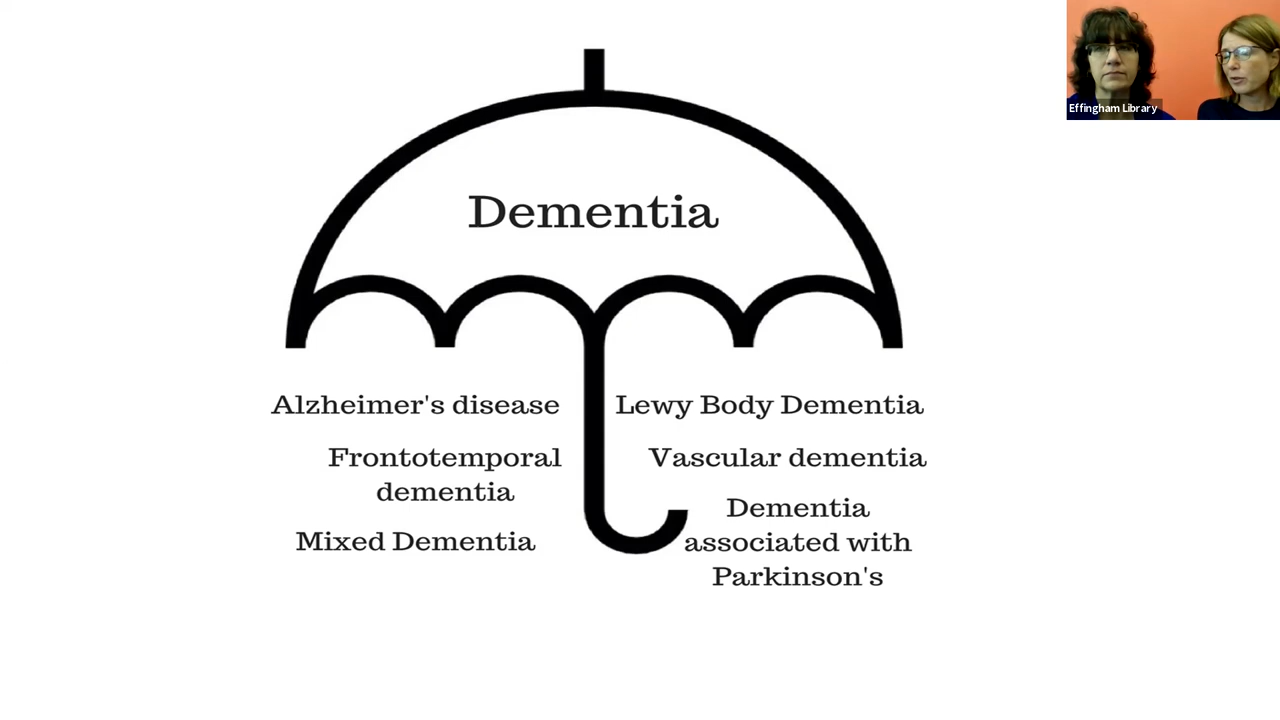 Effingham Library
Dementia
Alzheimer's disease
Frontotemporal
dementia
Mixed Dementia
Lewy Body Dementia
Vascular dementia
Dementia
associated with
Parkinson's